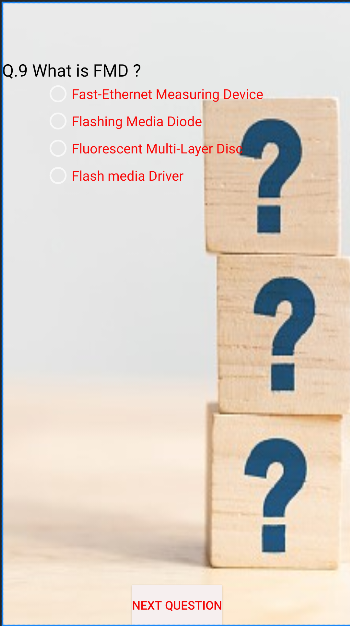 Q.9 What is FMD ?
Fast-Ethernet Measuring Device
Flashing Media Diode
Fluorescent Multi-Layer Disc
Flash media Driver
?
?
?
NEXT QUESTION